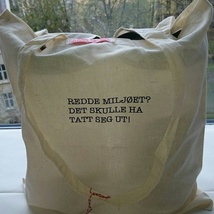 REDDE MILJØET?
DET SKULLE HA
TATT SEG UT!